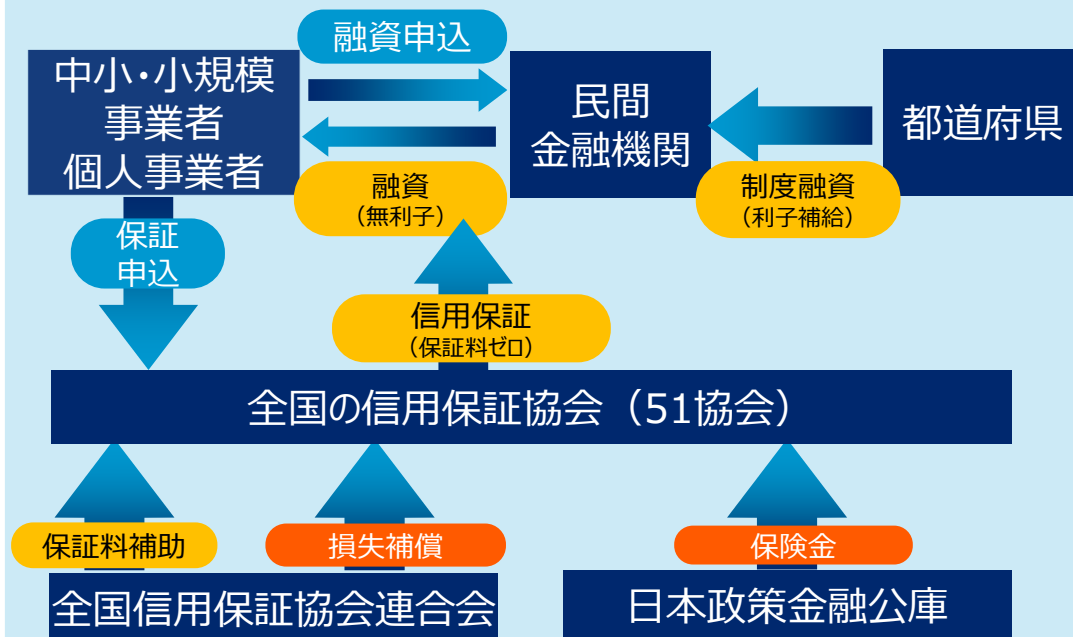 融資申込
中小・小規模
事業者
個人事業者
民間
金融機関
都道府県
融資
（無利子）
制度融資
（利子補給）
保証
申込
信用保証
（保証料ゼロ）
全国の信用保証協会（51協会）
保証料補助
損失補償
保険金
全国信用保証協会連合会
日本政策金融公庫